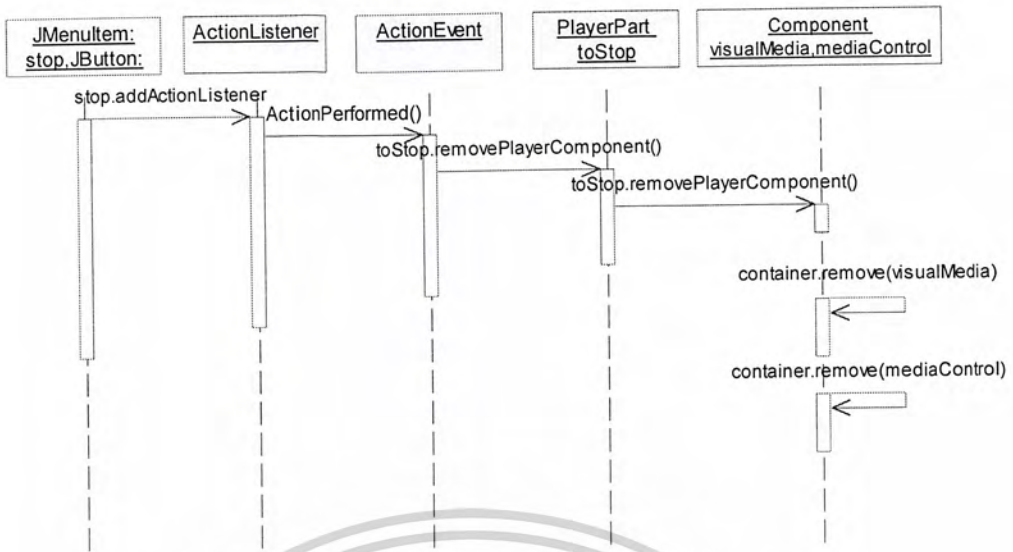 JMenuItem:
stop,JButton:
ActionListener
ActionEvent
PlayerPart
toStop
Component
visualMedia,mediaControl
stop.addActionListener
ActionPerformed()
toStop.removePlayerComponent()
toStop.removePlayerComponent()
container.remove(visualMedia)
container.remove(mediaControl)